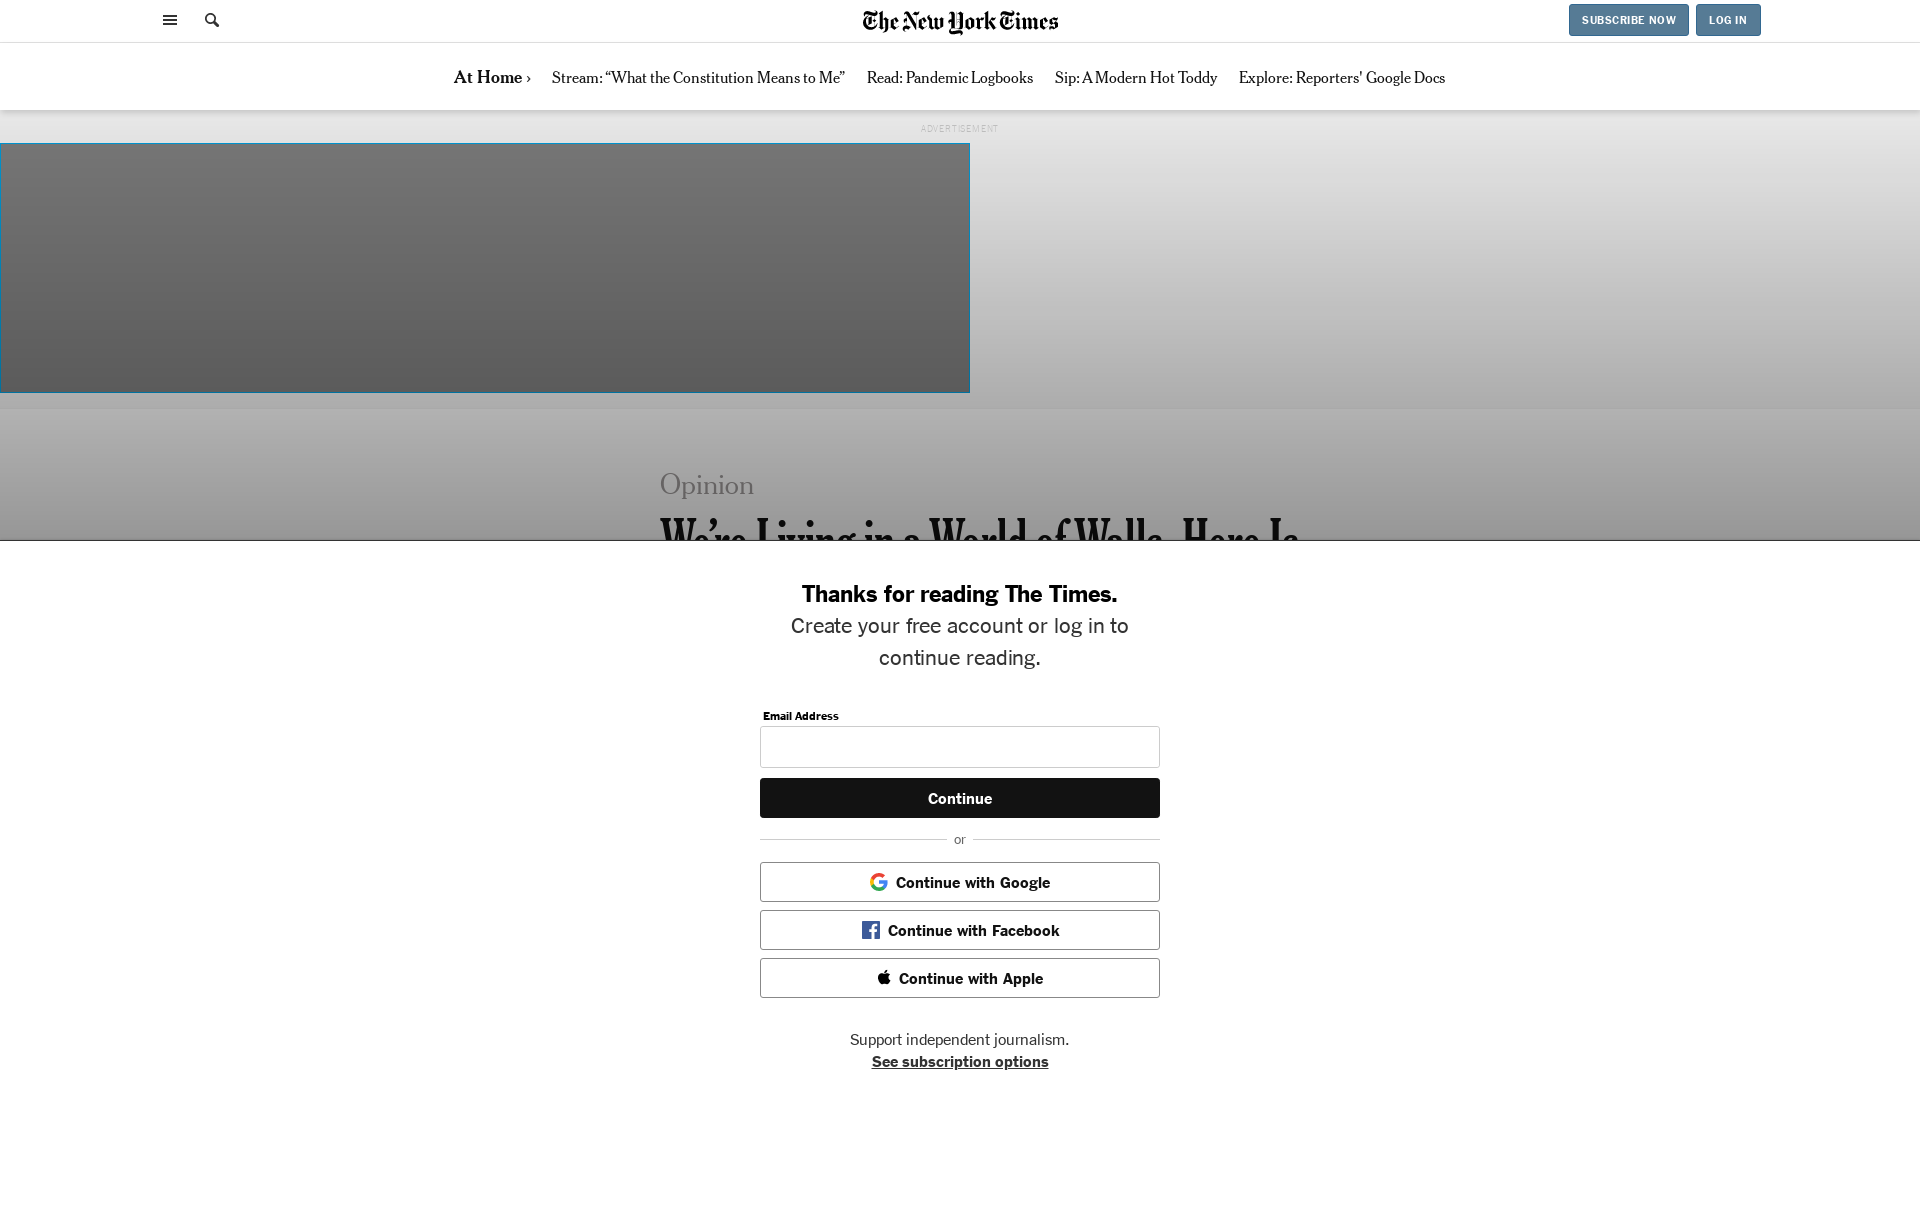 The New York Times
SUBSCRIBE NOW
LOG IN
At Home ›
Stream: “What the Constitution Means to Me”
Read: Pandemic Logbooks
Sip: A Modern Hot Toddy
Explore: Reporters' Google Docs
ADVERTISEMENT
Opinion
We’re Living in a World of Walls. Here Is
Thanks for reading The Times.
Create your free account or log in to
continue reading.
Email Address
Continue
or
Continue with Google
Continue with Facebook
Continue with Apple
Support independent journalism.
See subscription options